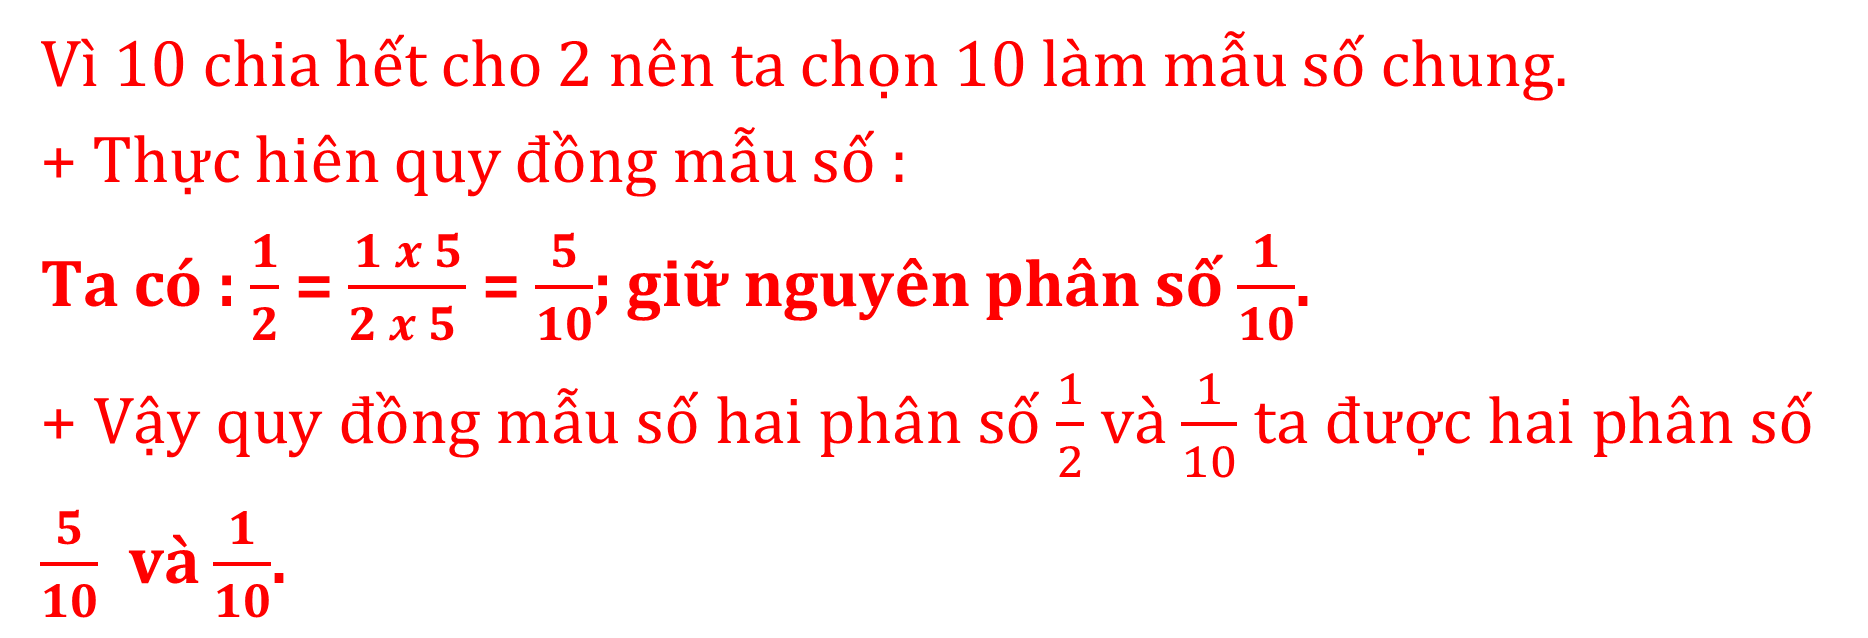 Vì 10 chia hết cho 2 nên ta chọn 10 làm mẫu số chung.
+ Thực hiên quy đồng mẫu số :
Ta có : 1/2 = (1 x 5)/(2 x 5) = 5/10; giữ nguyên phân số 1/10.
+ Vậy quy đồng mẫu số hai phân số 1/2 và 1/10 ta được hai phân số
5/10 và 1/10.